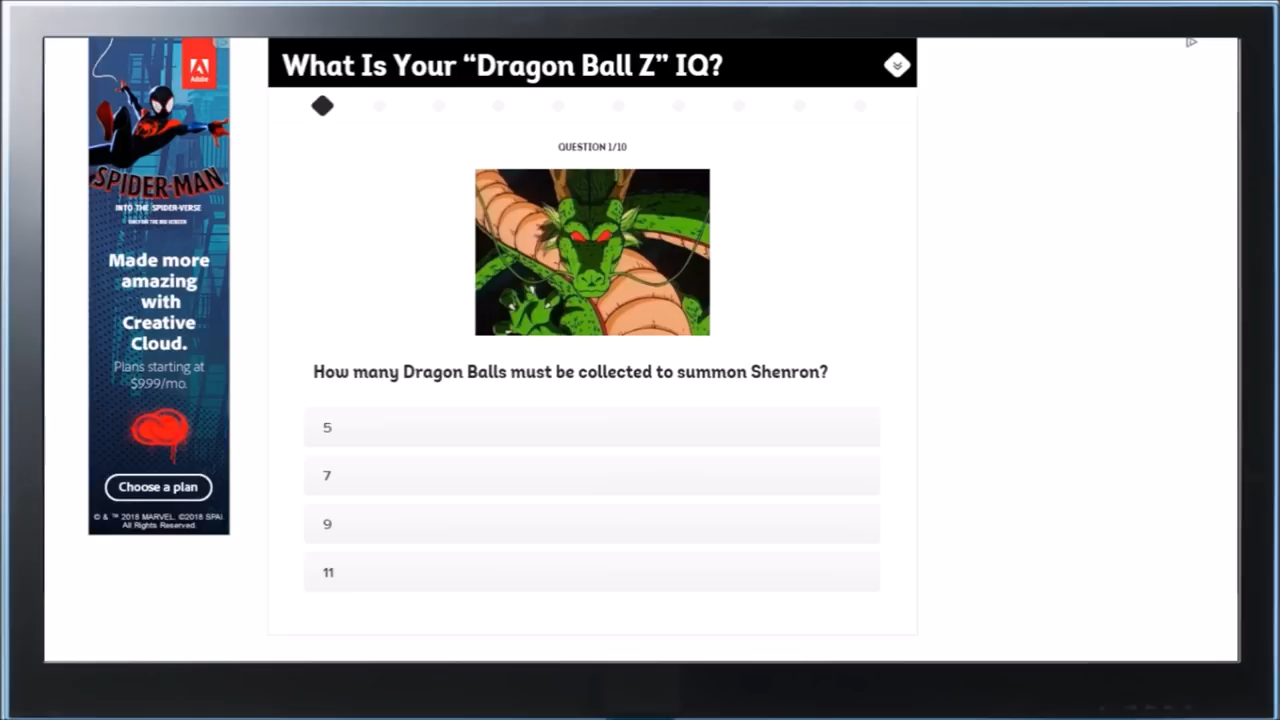 Adobe
SPIDER-MAN
INTO THE SPIDER-VERSE
Made more
amazing
with
Creative
Cloud.
Plans starting at
$999/mo.
Choose a plan
© & ™ 2018 MARVEL. ©2018 SPAI
All Rights Reserved.
What Is Your “Dragon Ball Z” IQ?
QUESTION 1/10
How many Dragon Balls must be collected to summon Shenron?
5
7
9
11